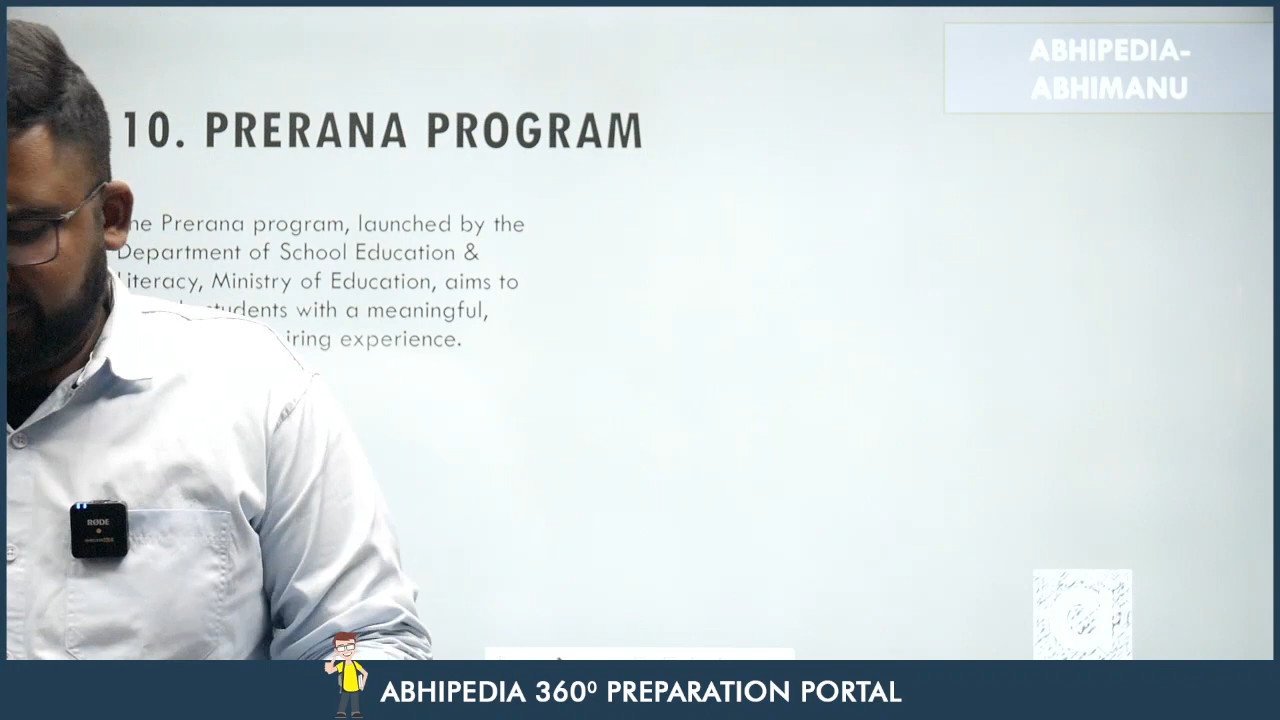 ABHIPEDIA-
ABHIMANU
10. PRERANA PROGRAM
Prerana program, launched by the
Department of School Education &
Literacy, Ministry of Education, aims to
students with a meaningful,
experience.
RØDE
ABHIPEDIA 360⁰ PREPARATION PORTAL